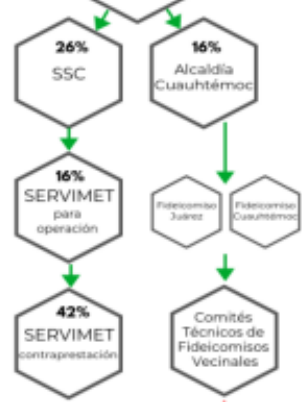 26%
SSC
16%
Alcaldía
Cuauhtémoc
16%
SERVIMET
para
operación
Fideicomiso
Juárez
Fideicomiso
Cuauhtémoc
42%
SERVIMET
contraprestación
Comités
Técnicos de
Fideicomisos
Vecinales